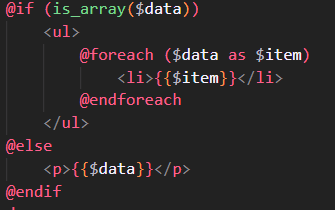 @if (is_array($data))
<ul>
@foreach ($data as $item)
<li>{{$item}}</li>
@endforeach
</ul>
@else
<p>{{$data}}</p>
@endif